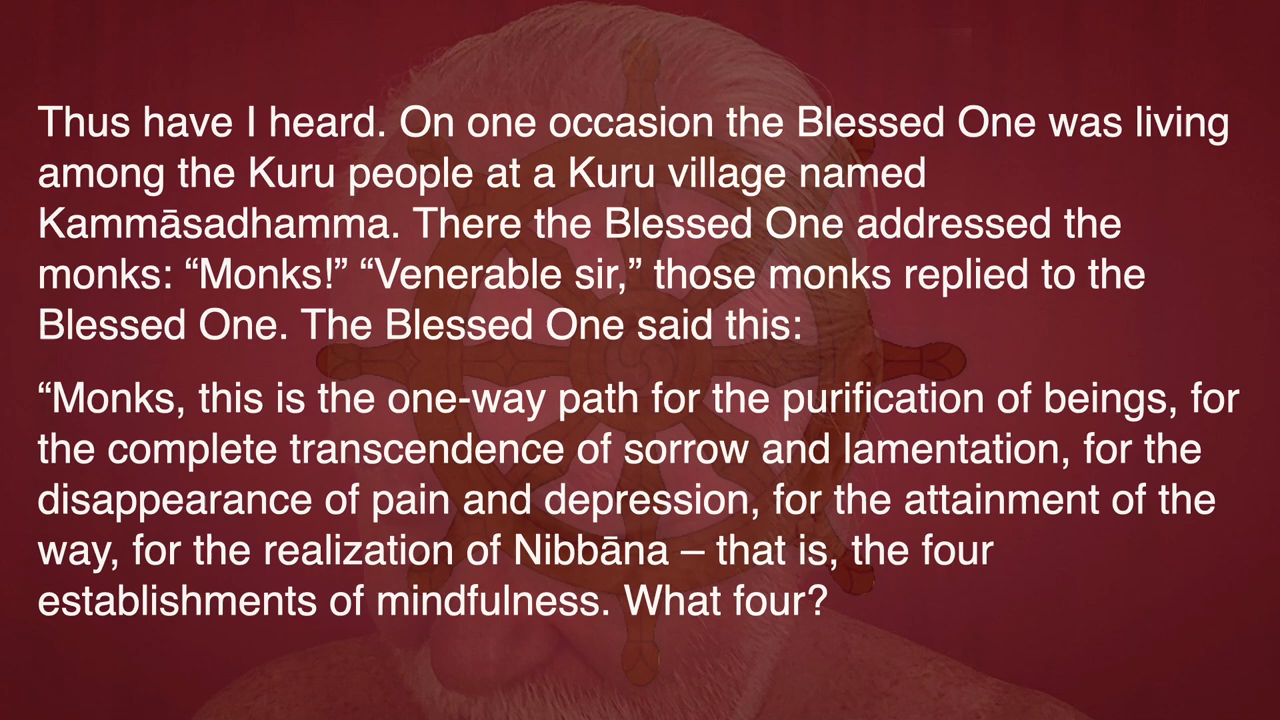 Thus have I heard. On one occasion the Blessed One was living
among the Kuru people at a Kuru village named
Kammāsadhamma. There the Blessed One addressed the
monks: “Monks!” “Venerable sir,” those monks replied to the
Blessed One. The Blessed One said this:
“Monks, this is the one-way path for the purification of beings, for
the complete transcendence of sorrow and lamentation, for the
disappearance of pain and depression, for the attainment of the
way, for the realization of Nibbāna – that is, the four
establishments of mindfulness. What four?